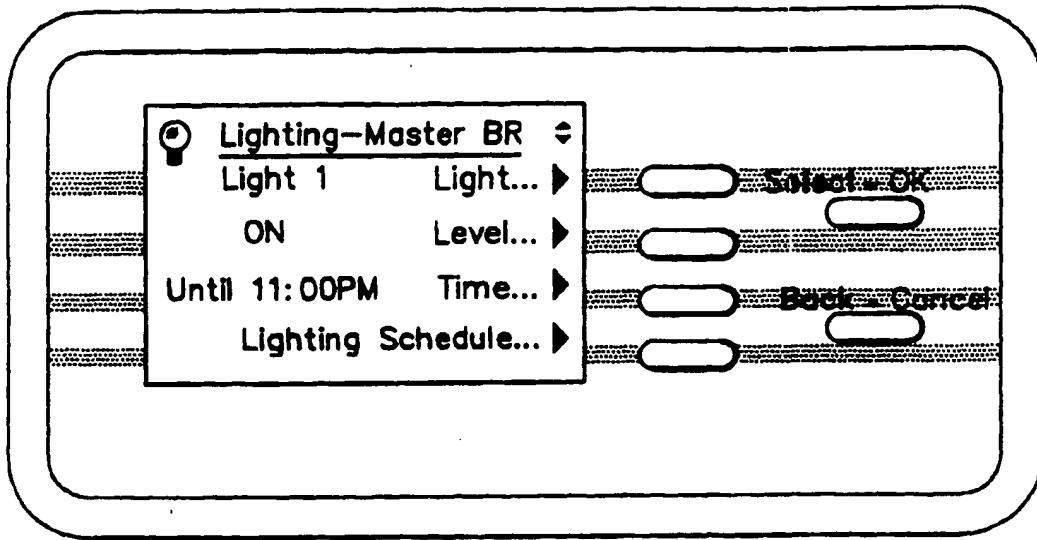 Lighting-Master BR
Light 1 Light...
ON Level...
Until 11:00PM Time...
Lighting Schedule...
Select - OK
Back - Cancel